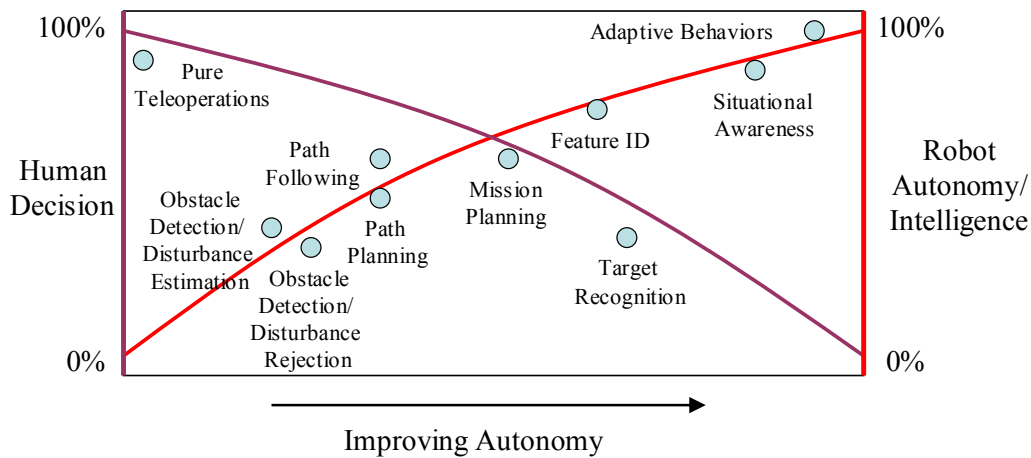 100%
Human
Decision
0%
Pure
Teleoperations
Obstacle
Detection/
Disturbance
Estimation
Obstacle
Detection/
Disturbance
Rejection
Path
Following
Path
Planning
Mission
Planning
Feature ID
Target
Recognition
Adaptive Behaviors
Situational
Awareness
100%
Robot
Autonomy/
Intelligence
0%
Improving Autonomy